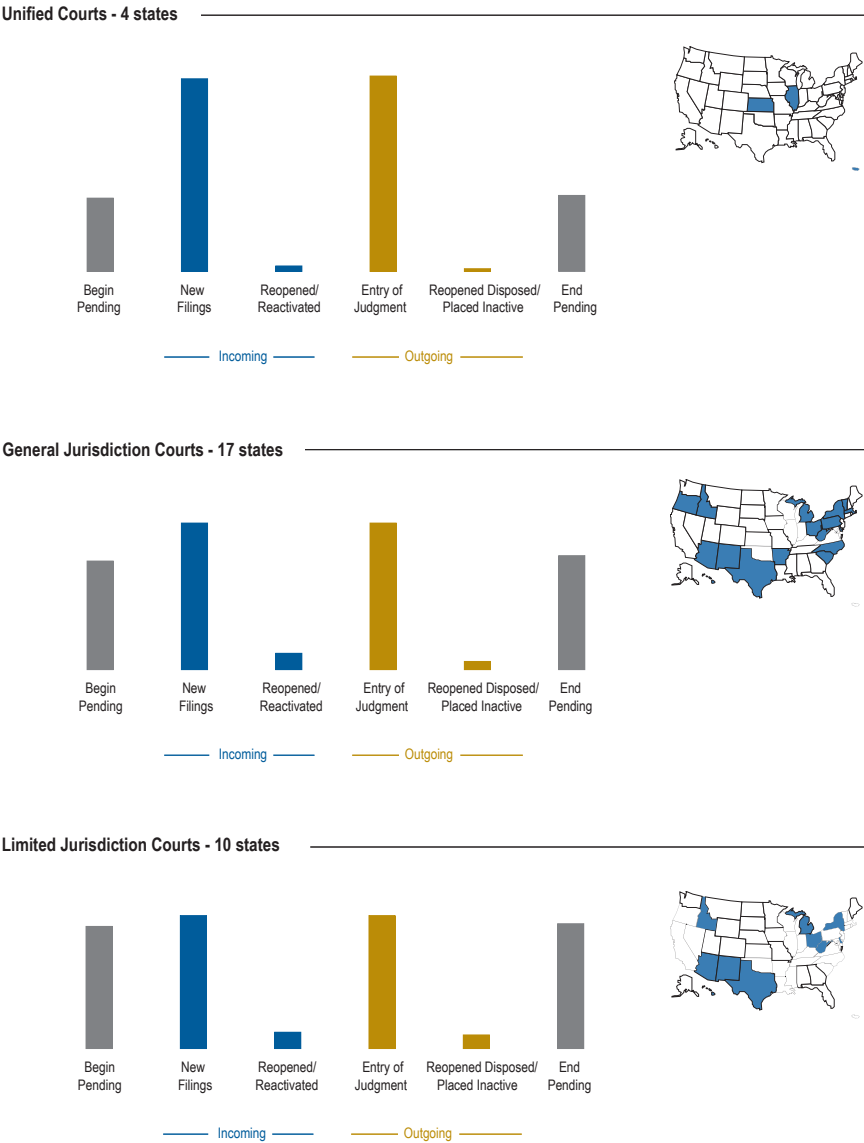 Unified Courts - 4 states
Begin New Reopened/ Entry of Reopened Disposed/ End
Pending Filings Reactivated Judgment Placed Inactive Pending
Incoming Outgoing
General Jurisdiction Courts - 17 states
Begin New Reopened/ Entry of Reopened Disposed/ End
Pending Filings Reactivated Judgment Placed Inactive Pending
Incoming Outgoing
Limited Jurisdiction Courts - 10 states
Begin New Reopened/ Entry of Reopened Disposed/ End
Pending Filings Reactivated Judgment Placed Inactive Pending
Incoming Outgoing